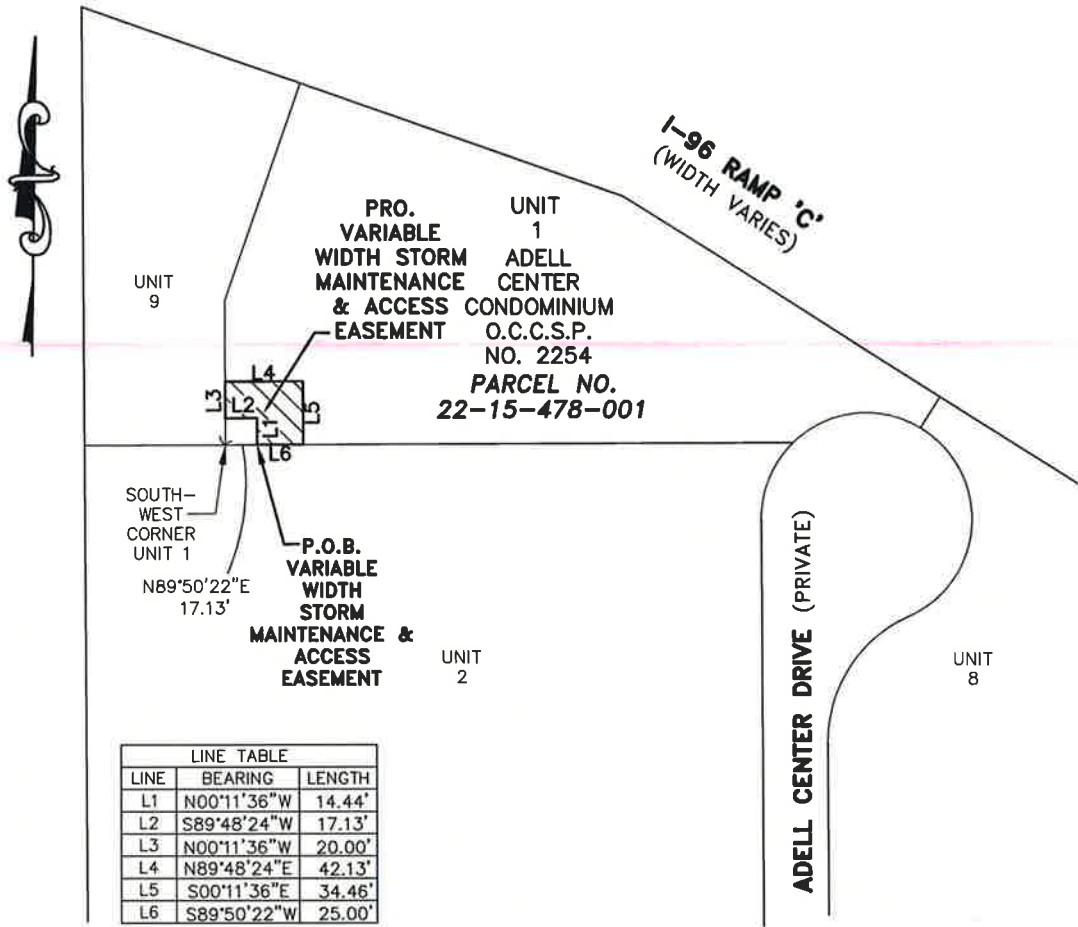 I-96 RAMP 'C'
(WIDTH VARIES)
PRO.
VARIABLE
WIDTH STORM
MAINTENANCE
& ACCESS
EASEMENT
UNIT
1
ADELL
CENTER
CONDOMINIUM
O.C.C.S.P.
NO. 2254
PARCEL NO.
22-15-478-001
UNIT
9
L4
L3
L2
L1
L5
L6
SOUTH-
WEST
CORNER
UNIT 1
N89°50'22"E
17.13'
P.O.B.
VARIABLE
WIDTH
STORM
MAINTENANCE &
ACCESS
EASEMENT
UNIT
2
ADELL CENTER DRIVE (PRIVATE)
UNIT
8
LINE TABLE
LINE BEARING LENGTH
L1 N00°11'36"W 14.44'
L2 S89°48'24"W 17.13'
L3 N00°11'36"W 20.00'
L4 N89°48'24"E 42.13'
L5 S00°11'36"E 34.46'
L6 S89°50'22"W 25.00'